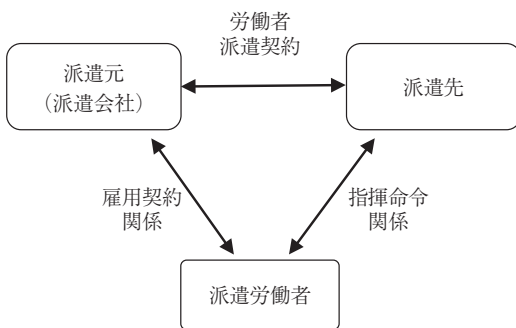 労働者
派遣契約
派遣元
（派遣会社）
派遣先
雇用契約
関係
指揮命令
関係
派遣労働者